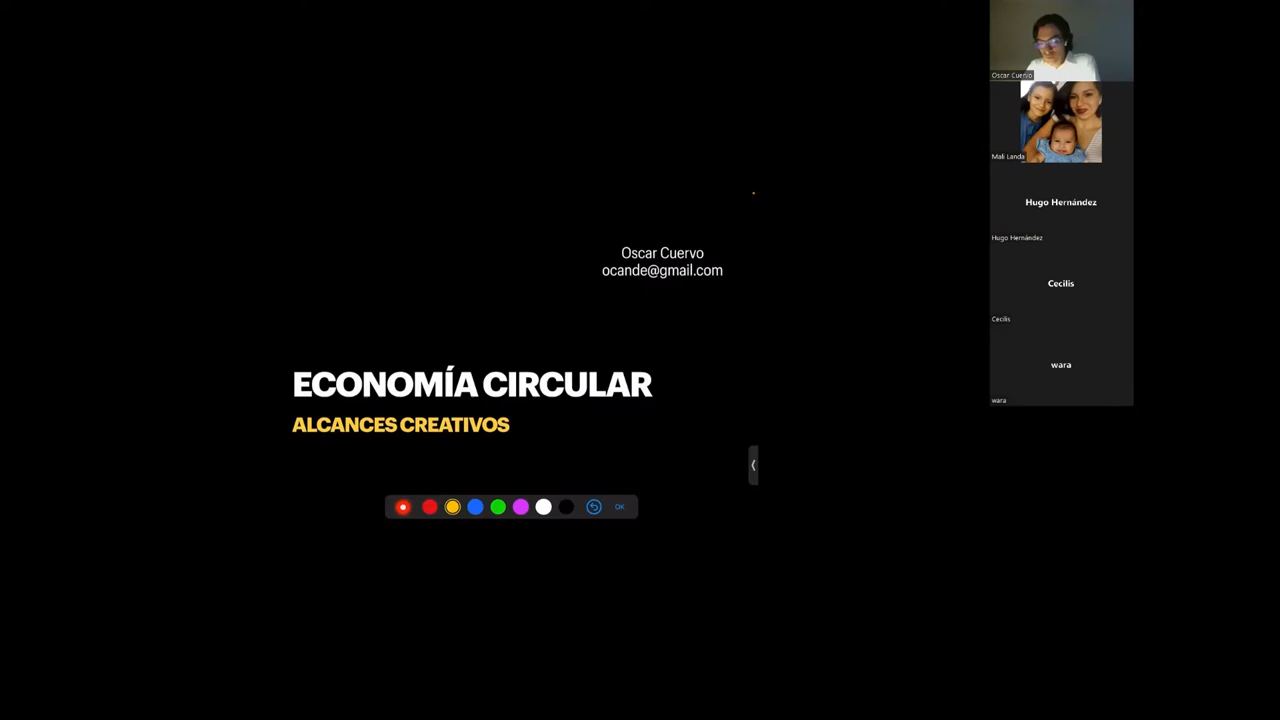 Oscar Cuervo
ocande@gmail.com
ECONOMÍA CIRCULAR
ALCANCES CREATIVOS
OK
Oscar Cuervo
Mali Landa
Hugo Hernández
Hugo Hernández
Cecilis
Cecilis
wara
wara